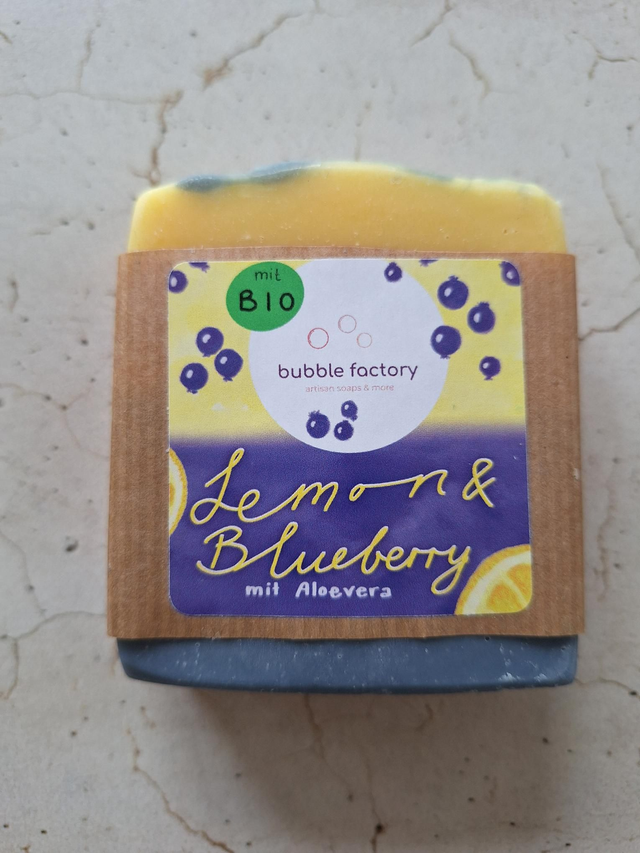 mit
BIO
bubble factory
artisan soaps & more
Lemon &
Blueberry
mit Aloevera